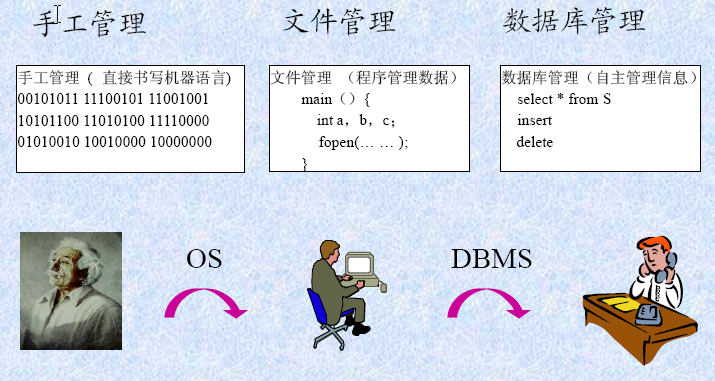 手工管理
文件管理
数据库管理
手工管理 ( 直接书写机器语言)
00101011 11100101 11001001
10101100 11010100 11110000
01010010 10010000 10000000
文件管理 （程序管理数据）
main（）{
int a，b，c；
fopen(… … );
}
数据库管理（自主管理信息）
select * from S
insert
delete
OS
DBMS